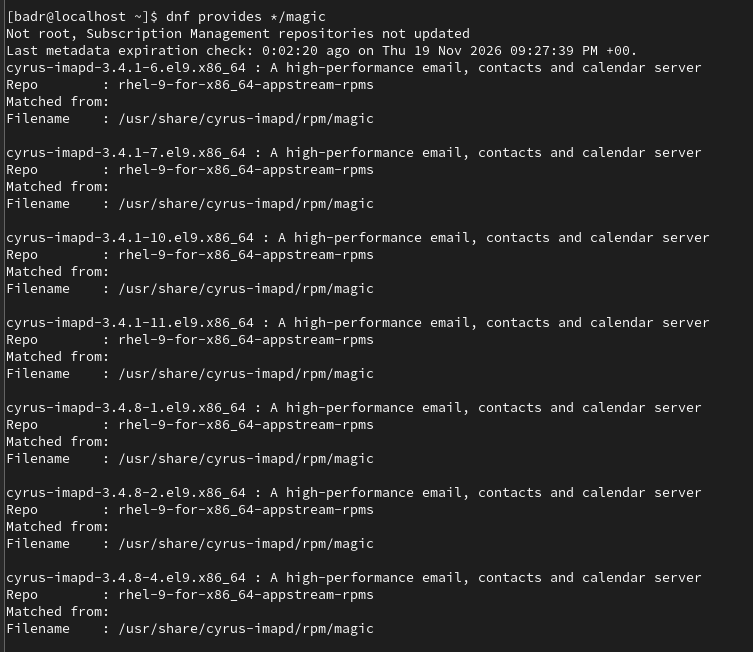 [badr@localhost ~]$ dnf provides */magic
Not root, Subscription Management repositories not updated
Last metadata expiration check: 0:02:20 ago on Thu 19 Nov 2026 09:27:39 PM +00.
cyrus-imapd-3.4.1-6.el9.x86_64 : A high-performance email, contacts and calendar server
Repo        : rhel-9-for-x86_64-appstream-rpms
Matched from:
Filename    : /usr/share/cyrus-imapd/rpm/magic

cyrus-imapd-3.4.1-7.el9.x86_64 : A high-performance email, contacts and calendar server
Repo        : rhel-9-for-x86_64-appstream-rpms
Matched from:
Filename    : /usr/share/cyrus-imapd/rpm/magic

cyrus-imapd-3.4.1-10.el9.x86_64 : A high-performance email, contacts and calendar server
Repo        : rhel-9-for-x86_64-appstream-rpms
Matched from:
Filename    : /usr/share/cyrus-imapd/rpm/magic

cyrus-imapd-3.4.1-11.el9.x86_64 : A high-performance email, contacts and calendar server
Repo        : rhel-9-for-x86_64-appstream-rpms
Matched from:
Filename    : /usr/share/cyrus-imapd/rpm/magic

cyrus-imapd-3.4.8-1.el9.x86_64 : A high-performance email, contacts and calendar server
Repo        : rhel-9-for-x86_64-appstream-rpms
Matched from:
Filename    : /usr/share/cyrus-imapd/rpm/magic

cyrus-imapd-3.4.8-2.el9.x86_64 : A high-performance email, contacts and calendar server
Repo        : rhel-9-for-x86_64-appstream-rpms
Matched from:
Filename    : /usr/share/cyrus-imapd/rpm/magic

cyrus-imapd-3.4.8-4.el9.x86_64 : A high-performance email, contacts and calendar server
Repo        : rhel-9-for-x86_64-appstream-rpms
Matched from:
Filename    : /usr/share/cyrus-imapd/rpm/magic